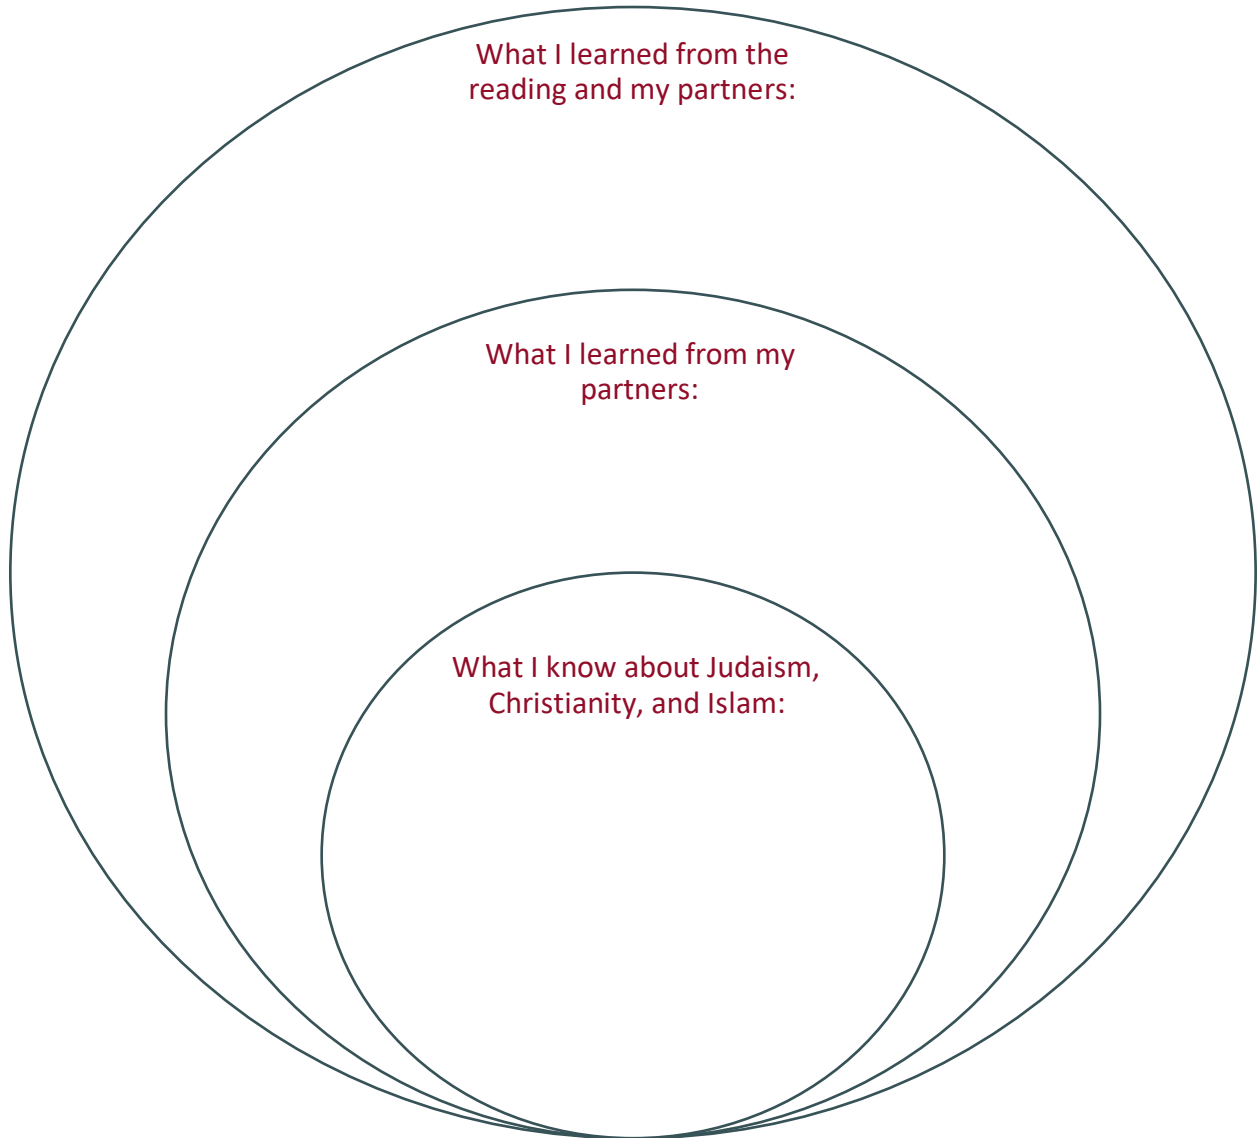 What I learned from the
reading and my partners:
What I learned from my
partners:
What I know about Judaism,
Christianity, and Islam: